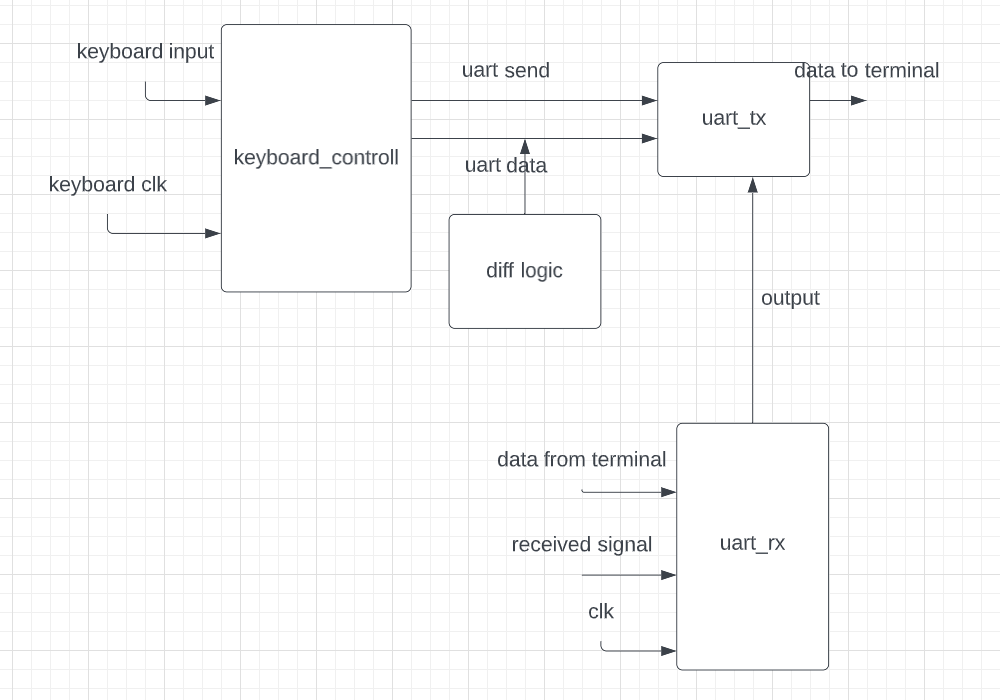 keyboard input
uart send
data to terminal
uart_tx
keyboard_controll
uart data
keyboard clk
diff logic
output
data from terminal
received signal
uart_rx
clk